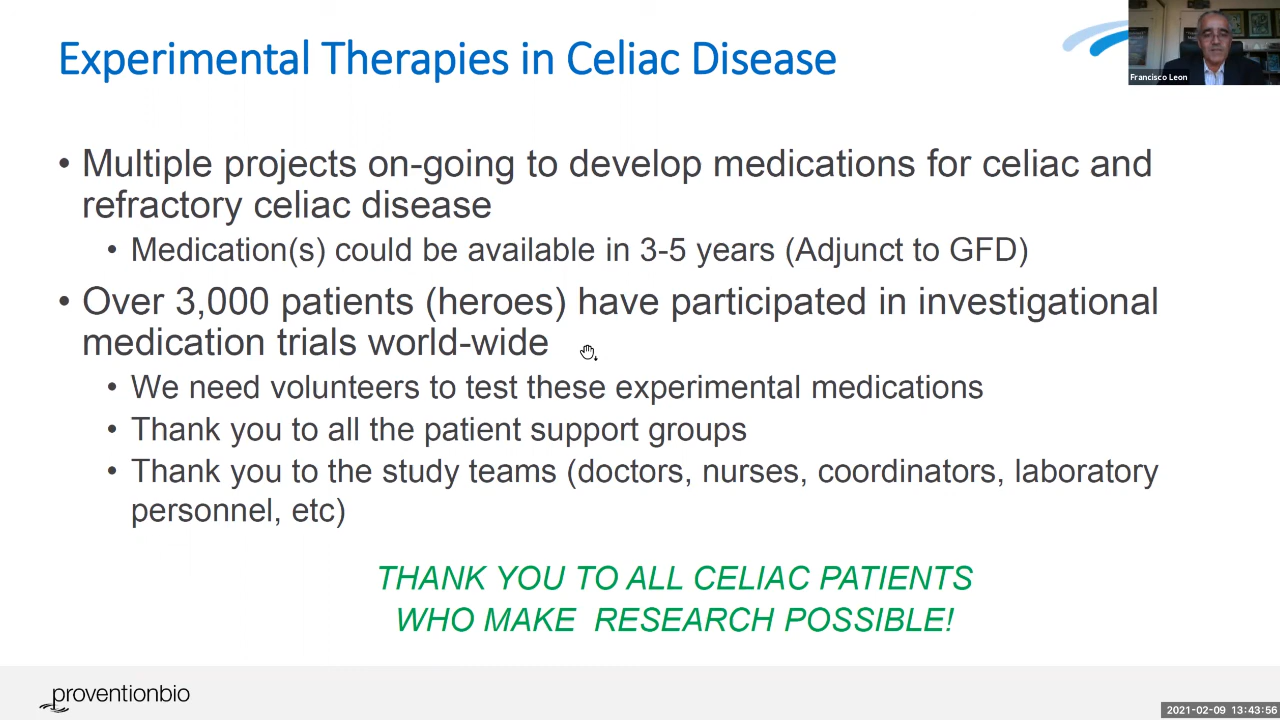 Experimental Therapies in Celiac Disease
Francisco Leon
• Multiple projects on-going to develop medications for celiac and
refractory celiac disease
• Medication(s) could be available in 3-5 years (Adjunct to GFD)
• Over 3,000 patients (heroes) have participated in investigational
medication trials world-wide
• We need volunteers to test these experimental medications
• Thank you to all the patient support groups
• Thank you to the study teams (doctors, nurses, coordinators, laboratory
personnel, etc)
THANK YOU TO ALL CELIAC PATIENTS
WHO MAKE RESEARCH POSSIBLE!
proventionbio
2021-02-09 13:43:56